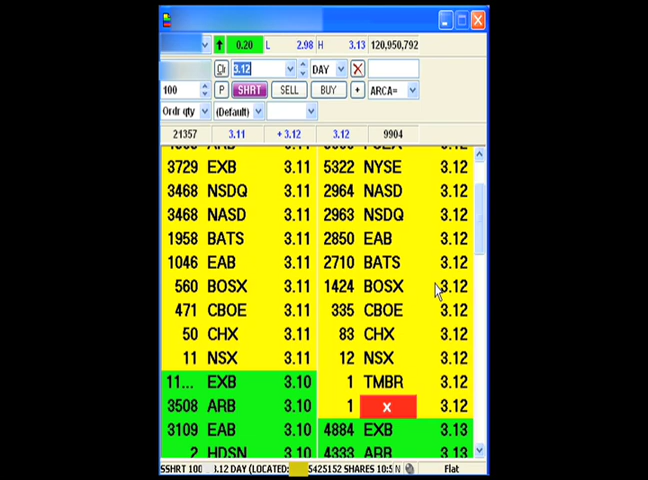 0.20 L 2.98 H 3.13 120,950,792
Clr 3.12 DAY
100 P SHRT SELL BUY + ARCA=
Ordr qty (Default)
21357 3.11 + 3.12 3.12 9904
3729 EXB 3.11 5322 NYSE 3.12
3468 NSDQ 3.11 2964 NASD 3.12
3468 NASD 3.11 2963 NSDQ 3.12
1958 BATS 3.11 2850 EAB 3.12
1046 EAB 3.11 2710 BATS 3.12
560 BOSX 3.11 1424 BOSX 3.12
471 CBOE 3.11 335 CBOE 3.12
50 CHX 3.11 83 CHX 3.12
11 NSX 3.11 12 NSX 3.12
11... EXB 3.10 1 TMBR 3.12
3508 ARB 3.10 1 x 3.12
3109 EAB 3.10 4884 EXB 3.13
2 HDSN 3.10 4333 ARB 3.13
SSHRT 100 3.12 DAY (LOCATED: 5425152 SHARES 10:5 N Flat